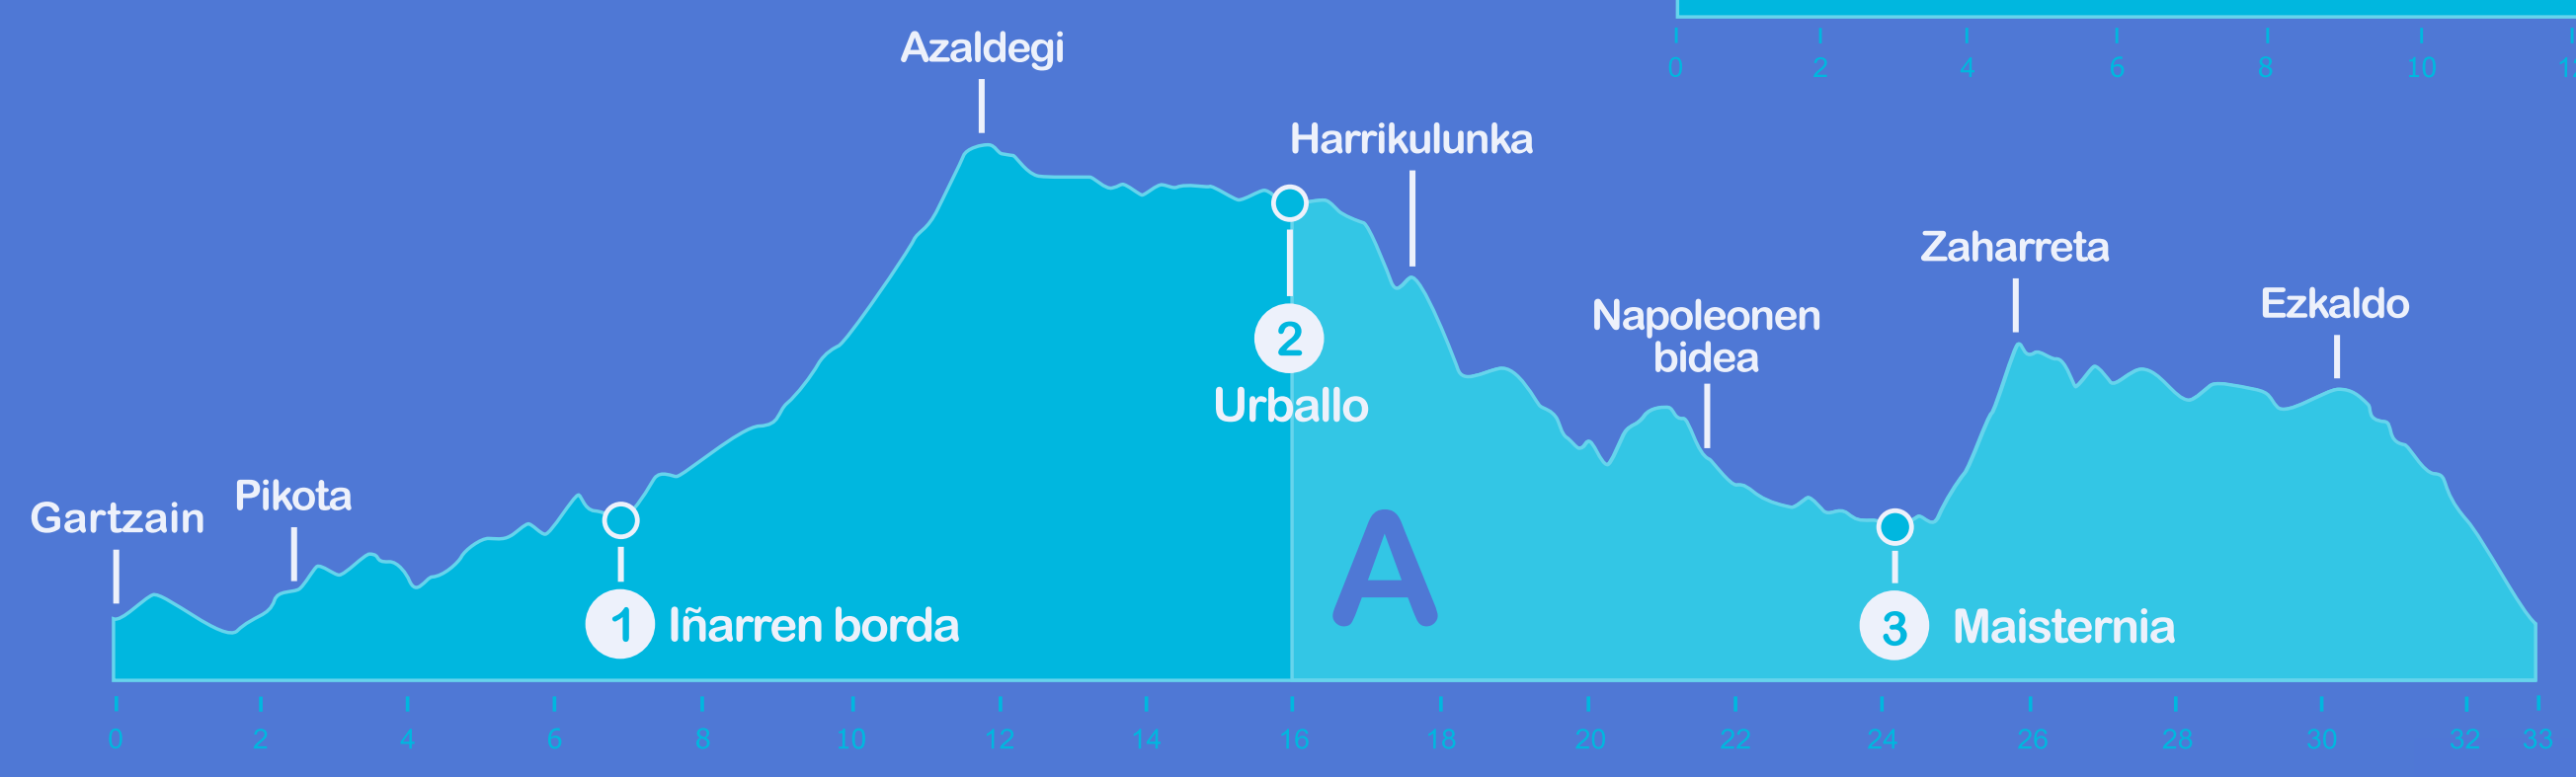 0 2 4 6 8 10
Azaldegi
Harrikulunka
Zaharreta
Ezkaldo
Napoleonen
bidea
2
Urballo
Pikota
Gartzain
A
1 Iñarren borda
3 Maisternia
0 2 4 6 8 10 12 14 16 18 20 22 24 26 28 30 32 33